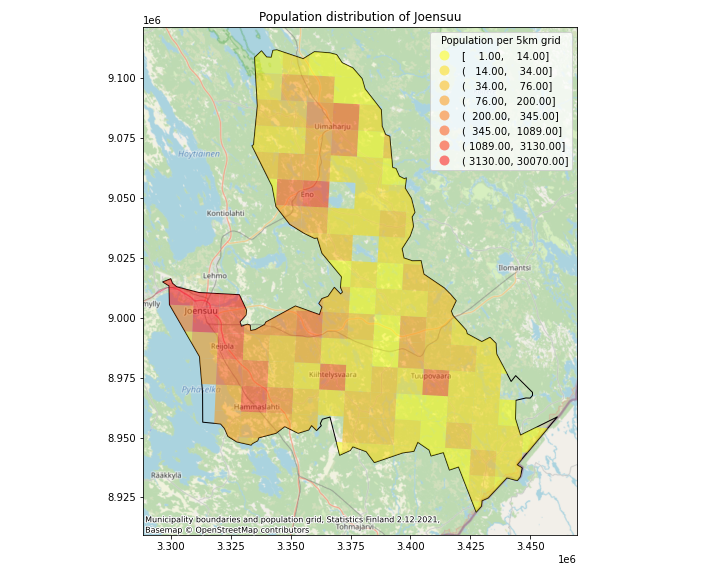 Population distribution of Joensuu
1e6
Population per 5km grid
[ 1.00, 14.00]
( 14.00, 34.00]
( 34.00, 76.00]
( 76.00, 200.00]
( 200.00, 345.00]
( 345.00, 1089.00]
( 1089.00, 3130.00]
( 3130.00, 30070.00]
9.100
9.075
9.050
9.025
9.000
8.975
8.950
8.925
Uimaharju
Höytiäinen
Eno
Kontiolahti
Ilomantsi
Lehmo
Joensuu
Reijola
Kiihtelysvaara
Tuupovaara
Hammaslahti
Rääkkylä
Tohmajärvi
Municipality boundaries and population grid, Statistics Finland 2.12.2021,
Basemap © OpenStreetMap contributors
3.300
3.325
3.350
3.375
3.400
3.425
3.450
1e6